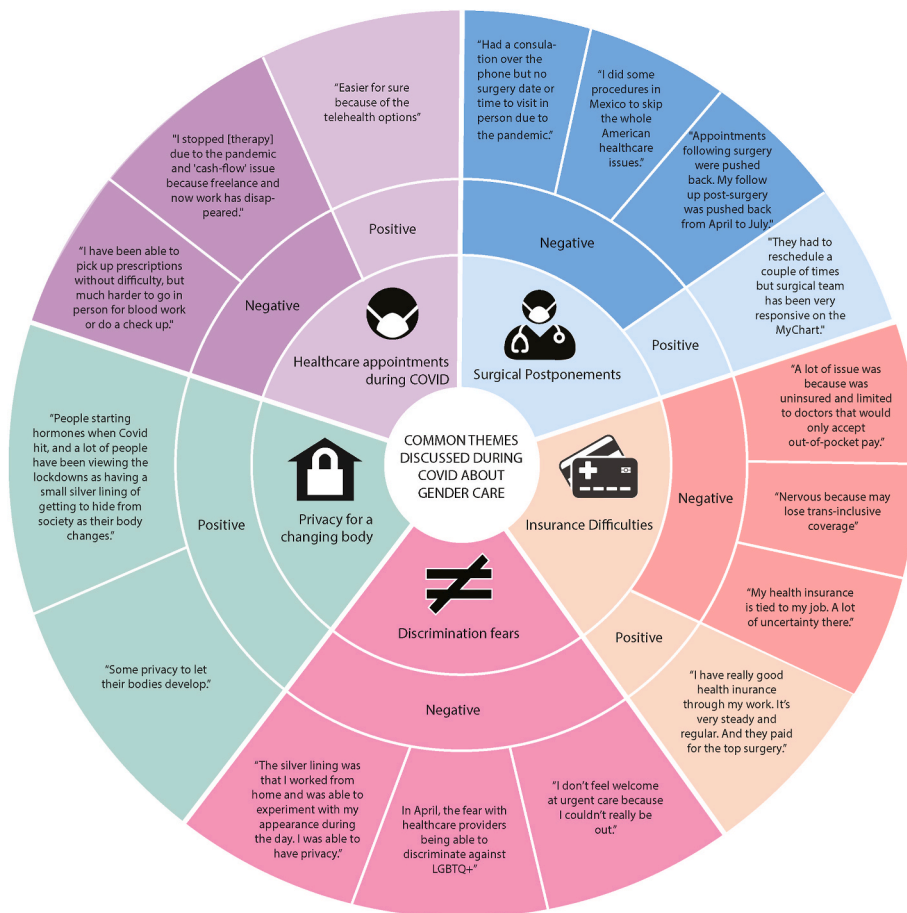 COMMON THEMES
DISCUSSED DURING
COVID ABOUT
GENDER CARE
Healthcare appointments
during COVID
Negative
"I have been able to
pick up prescriptions
without difficulty, but
much harder to go in
person for blood work
or do a check up."
"I stopped [therapy]
due to the pandemic
and 'cash-flow' issue
because freelance and
now work has disap-
peared."
Positive
“Easier for sure
because of the
telehealth options”
Surgical Postponements
Negative
“Had a consula-
tation over the
phone but no
surgery date or
time to visit in
person due to
the pandemic.”
“I did some
procedures in
Mexico to skip
the whole
American
healthcare
issues.”
"Appointments
following surgery
were pushed
back. My follow
up post-surgery
was pushed back
from April to July."
Positive
"They had to
reschedule a
couple of times
but surgical team
has been very
responsive on the
MyChart."
Insurance Difficulties
Negative
“A lot of issue was
because was
uninsured and limited
to doctors that would
only accept
out-of-pocket pay.”
“Nervous because may
lose trans-inclusive
coverage”
“My health insurance
is tied to my job. A lot
of uncertainty there.”
Positive
“I have really good
health inurance
through my work. It’s
very steady and
regular. And they paid
for the top surgery.”
Discrimination fears
Negative
“I don’t feel welcome
at urgent care because
I couldn’t really be
out.”
In April, the fear with
healthcare providers
being able to
discriminate against
LGBTQ+”
“The silver lining was
that I worked from
home and was able to
experiment with my
appearance during
the day. I was able to
have privacy.”
Privacy for a
changing body
Positive
“Some privacy to let
their bodies develop.”
“People starting
hormones when Covid
hit, and a lot of people
have been viewing the
lockdowns as having a
small silver lining of
getting to hide from
society as their body
changes.”